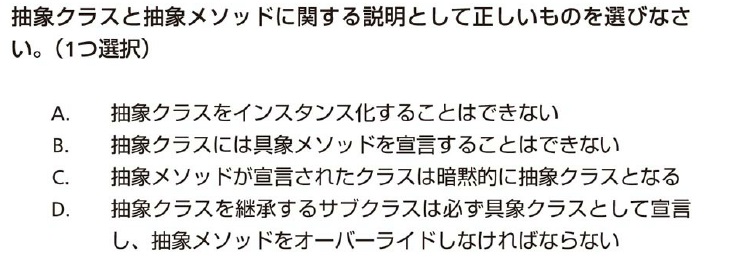 抽象クラスと抽象メソッドに関する説明として正しいものを選びなさ
い。（1つ選択）
A. 抽象クラスをインスタンス化することはできない
B. 抽象クラスには具象メソッドを宣言することはできない
C. 抽象メソッドが宣言されたクラスは暗黙的に抽象クラスとなる
D. 抽象クラスを継承するサブクラスは必ず具象クラスとして宣言
し、抽象メソッドをオーバーライドしなければならない